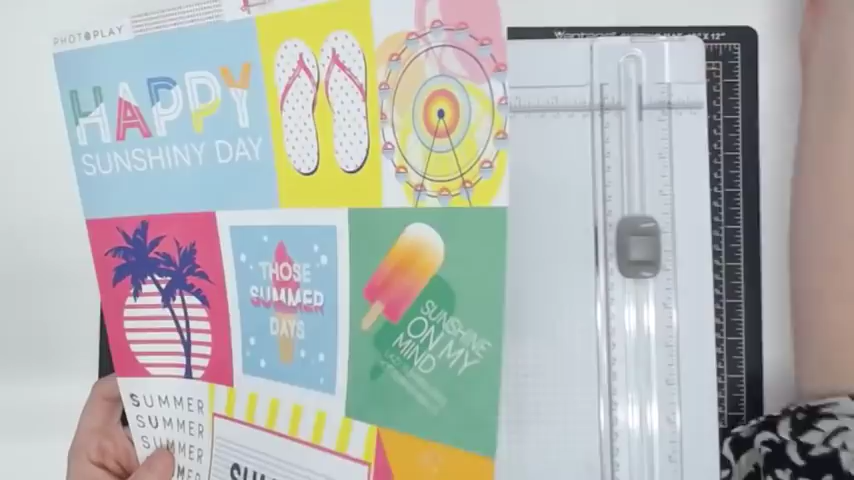 PHOTOPLAY
HAPPY
SUNSHINY DAY
THOSE
SUMMER
DAYS
SUNSHINE
ON MY
MIND
SUMMER
SUMMER
SUMMER